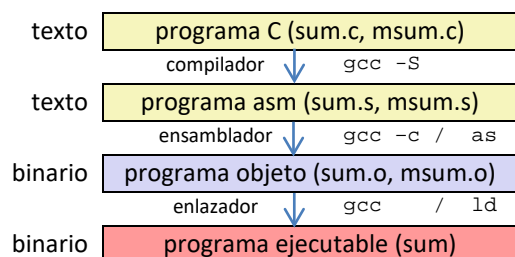 texto programa C (sum.c, msum.c)
compilador gcc -S
texto programa asm (sum.s, msum.s)
ensamblador gcc -c / as
binario programa objeto (sum.o, msum.o)
enlazador gcc / ld
binario programa ejecutable (sum)